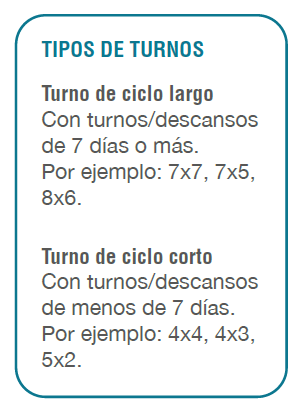 TIPOS DE TURNOS
Turno de ciclo largo
Con turnos/descansos
de 7 días o más.
Por ejemplo: 7x7, 7x5,
8x6.
Turno de ciclo corto
Con turnos/descansos
de menos de 7 días.
Por ejemplo: 4x4, 4x3,
5x2.